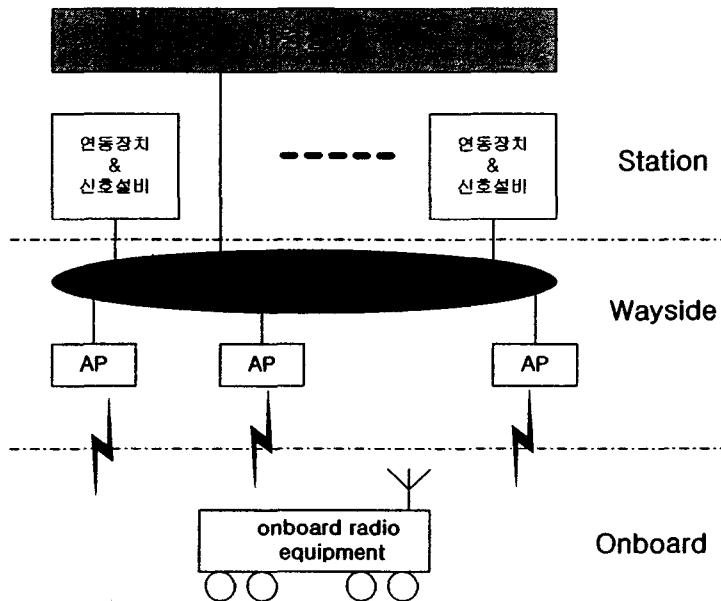 연동장치
&
신호설비
연동장치
&
신호설비
Station
Wayside
AP
AP
AP
onboard radio
equipment
Onboard